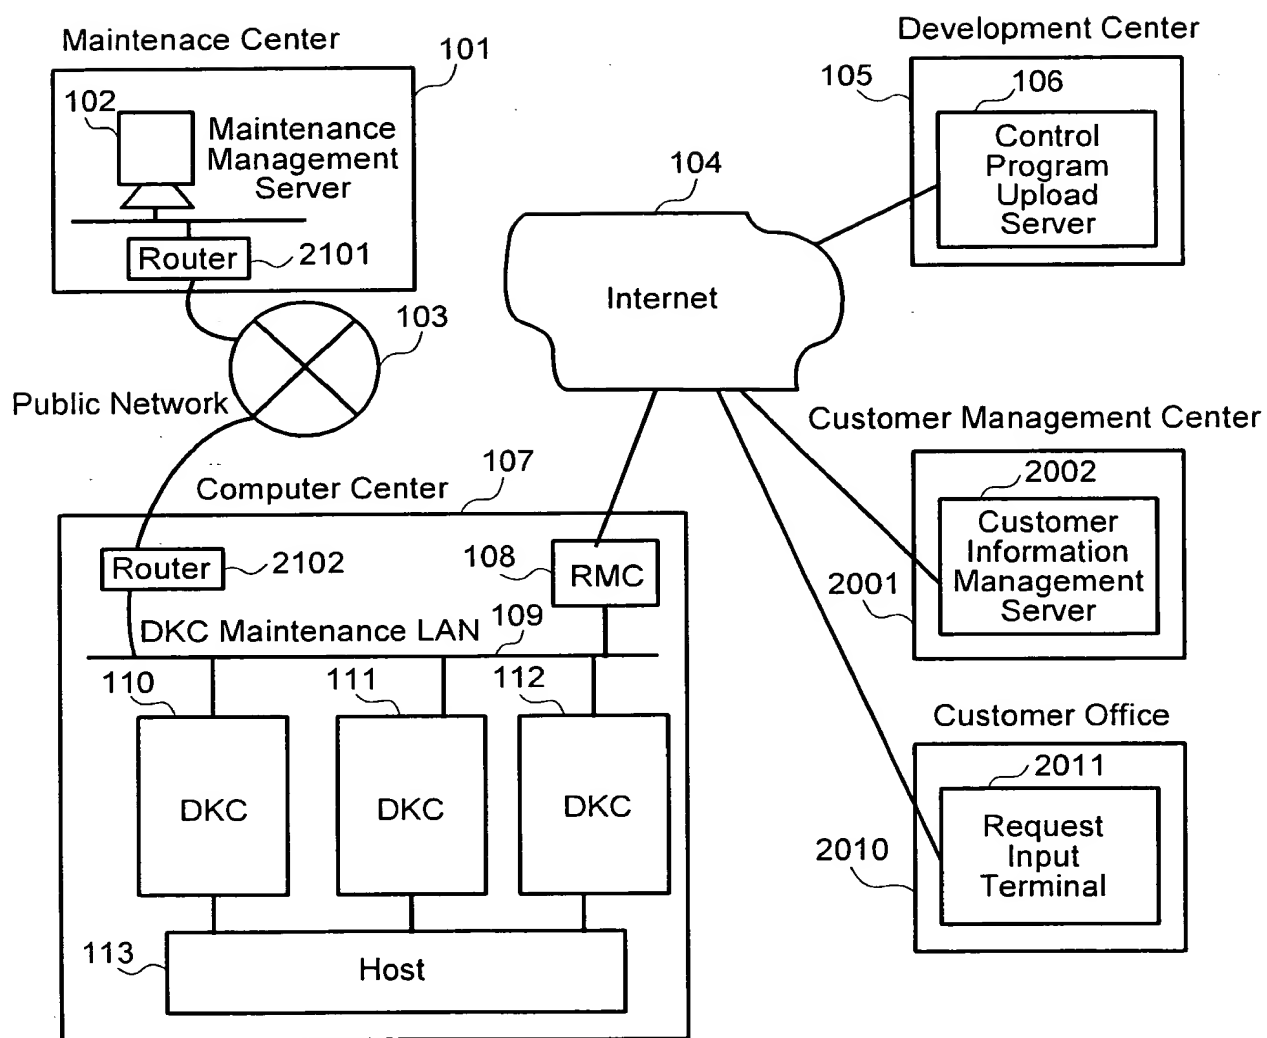 Maintenace Center
101
102
Maintenance
Management
Server
Router
2101
103
Public Network
104
Internet
Development Center
105
106
Control
Program
Upload
Server
Customer Management Center
2002
Customer
Information
Management
Server
2001
Customer Office
2011
Request
Input
Terminal
2010
Computer Center
107
Router
2102
108
RMC
DKC Maintenance LAN
109
110
111
112
DKC
DKC
DKC
113
Host